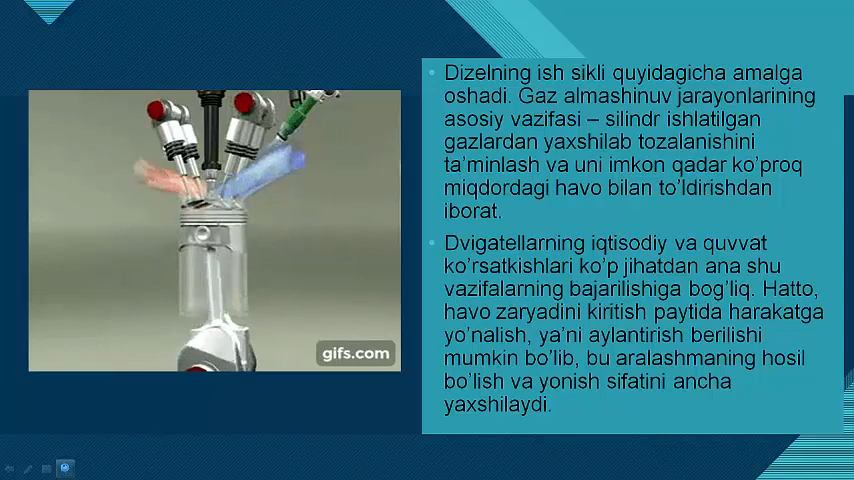 Dizelning ish sikli quyidagicha amalga
oshadi. Gaz almashinuv jarayonlarining
asosiy vazifasi – silindr ishlatilgan
gazlardan yaxshilab tozalanishini
ta’minlash va uni imkon qadar ko’proq
miqdordagi havo bilan to’ldirishdan
iborat.
Dvigatellarning iqtisodiy va quvvat
ko’rsatkishlari ko’p jihatdan ana shu
vazifalarning bajarilishiga bog’liq. Hatto,
havo zaryadini kiritish paytida harakatga
yo’nalish, ya’ni aylantirish berilishi
mumkin bo’lib, bu aralashmaning hosil
bo’lish va yonish sifatini ancha
yaxshilaydi.
gifs.com